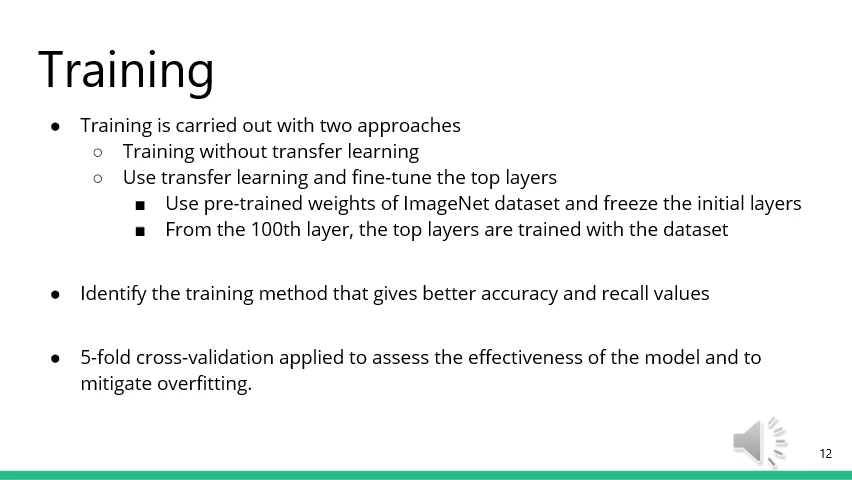 Training
● Training is carried out with two approaches
○ Training without transfer learning
○ Use transfer learning and fine-tune the top layers
■ Use pre-trained weights of ImageNet dataset and freeze the initial layers
■ From the 100th layer, the top layers are trained with the dataset
● Identify the training method that gives better accuracy and recall values
● 5-fold cross-validation applied to assess the effectiveness of the model and to
mitigate overfitting.
12